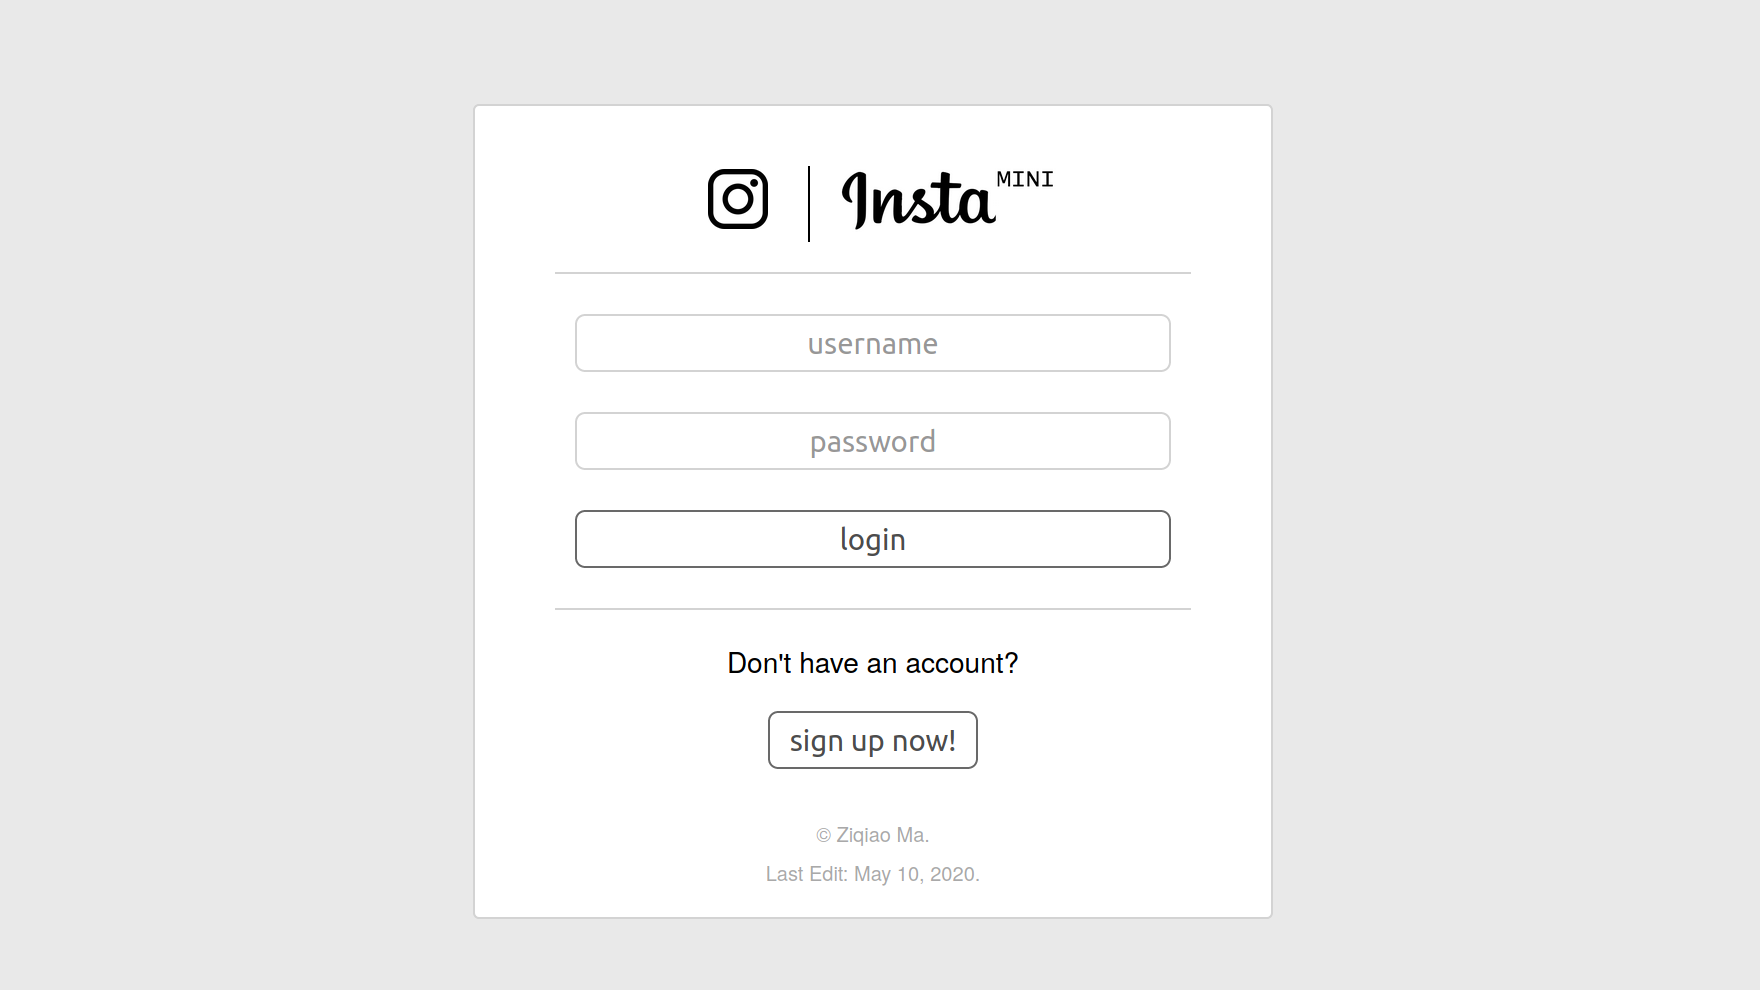 Insta MINI
username
password
login
Don't have an account?
sign up now!
© Ziqiao Ma.
Last Edit: May 10, 2020.